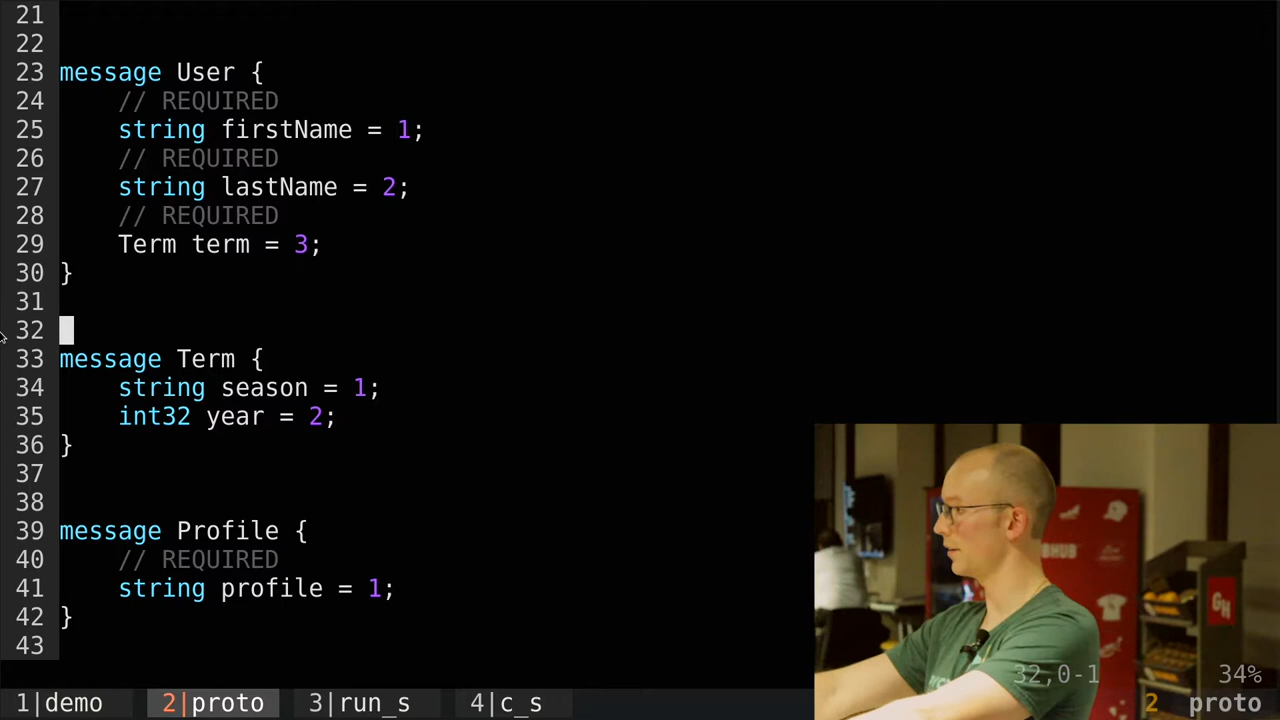 21
22
23 message User {
24     // REQUIRED
25     string firstName = 1;
26     // REQUIRED
27     string lastName = 2;
28     // REQUIRED
29     Term term = 3;
30 }
31
32
33 message Term {
34     string season = 1;
35     int32 year = 2;
36 }
37
38
39 message Profile {
40     // REQUIRED
41     string profile = 1;
42 }
43
BHUB
GH
32,0-1 34%
1|demo 2|proto 3|run_s 4|c_s 2 proto